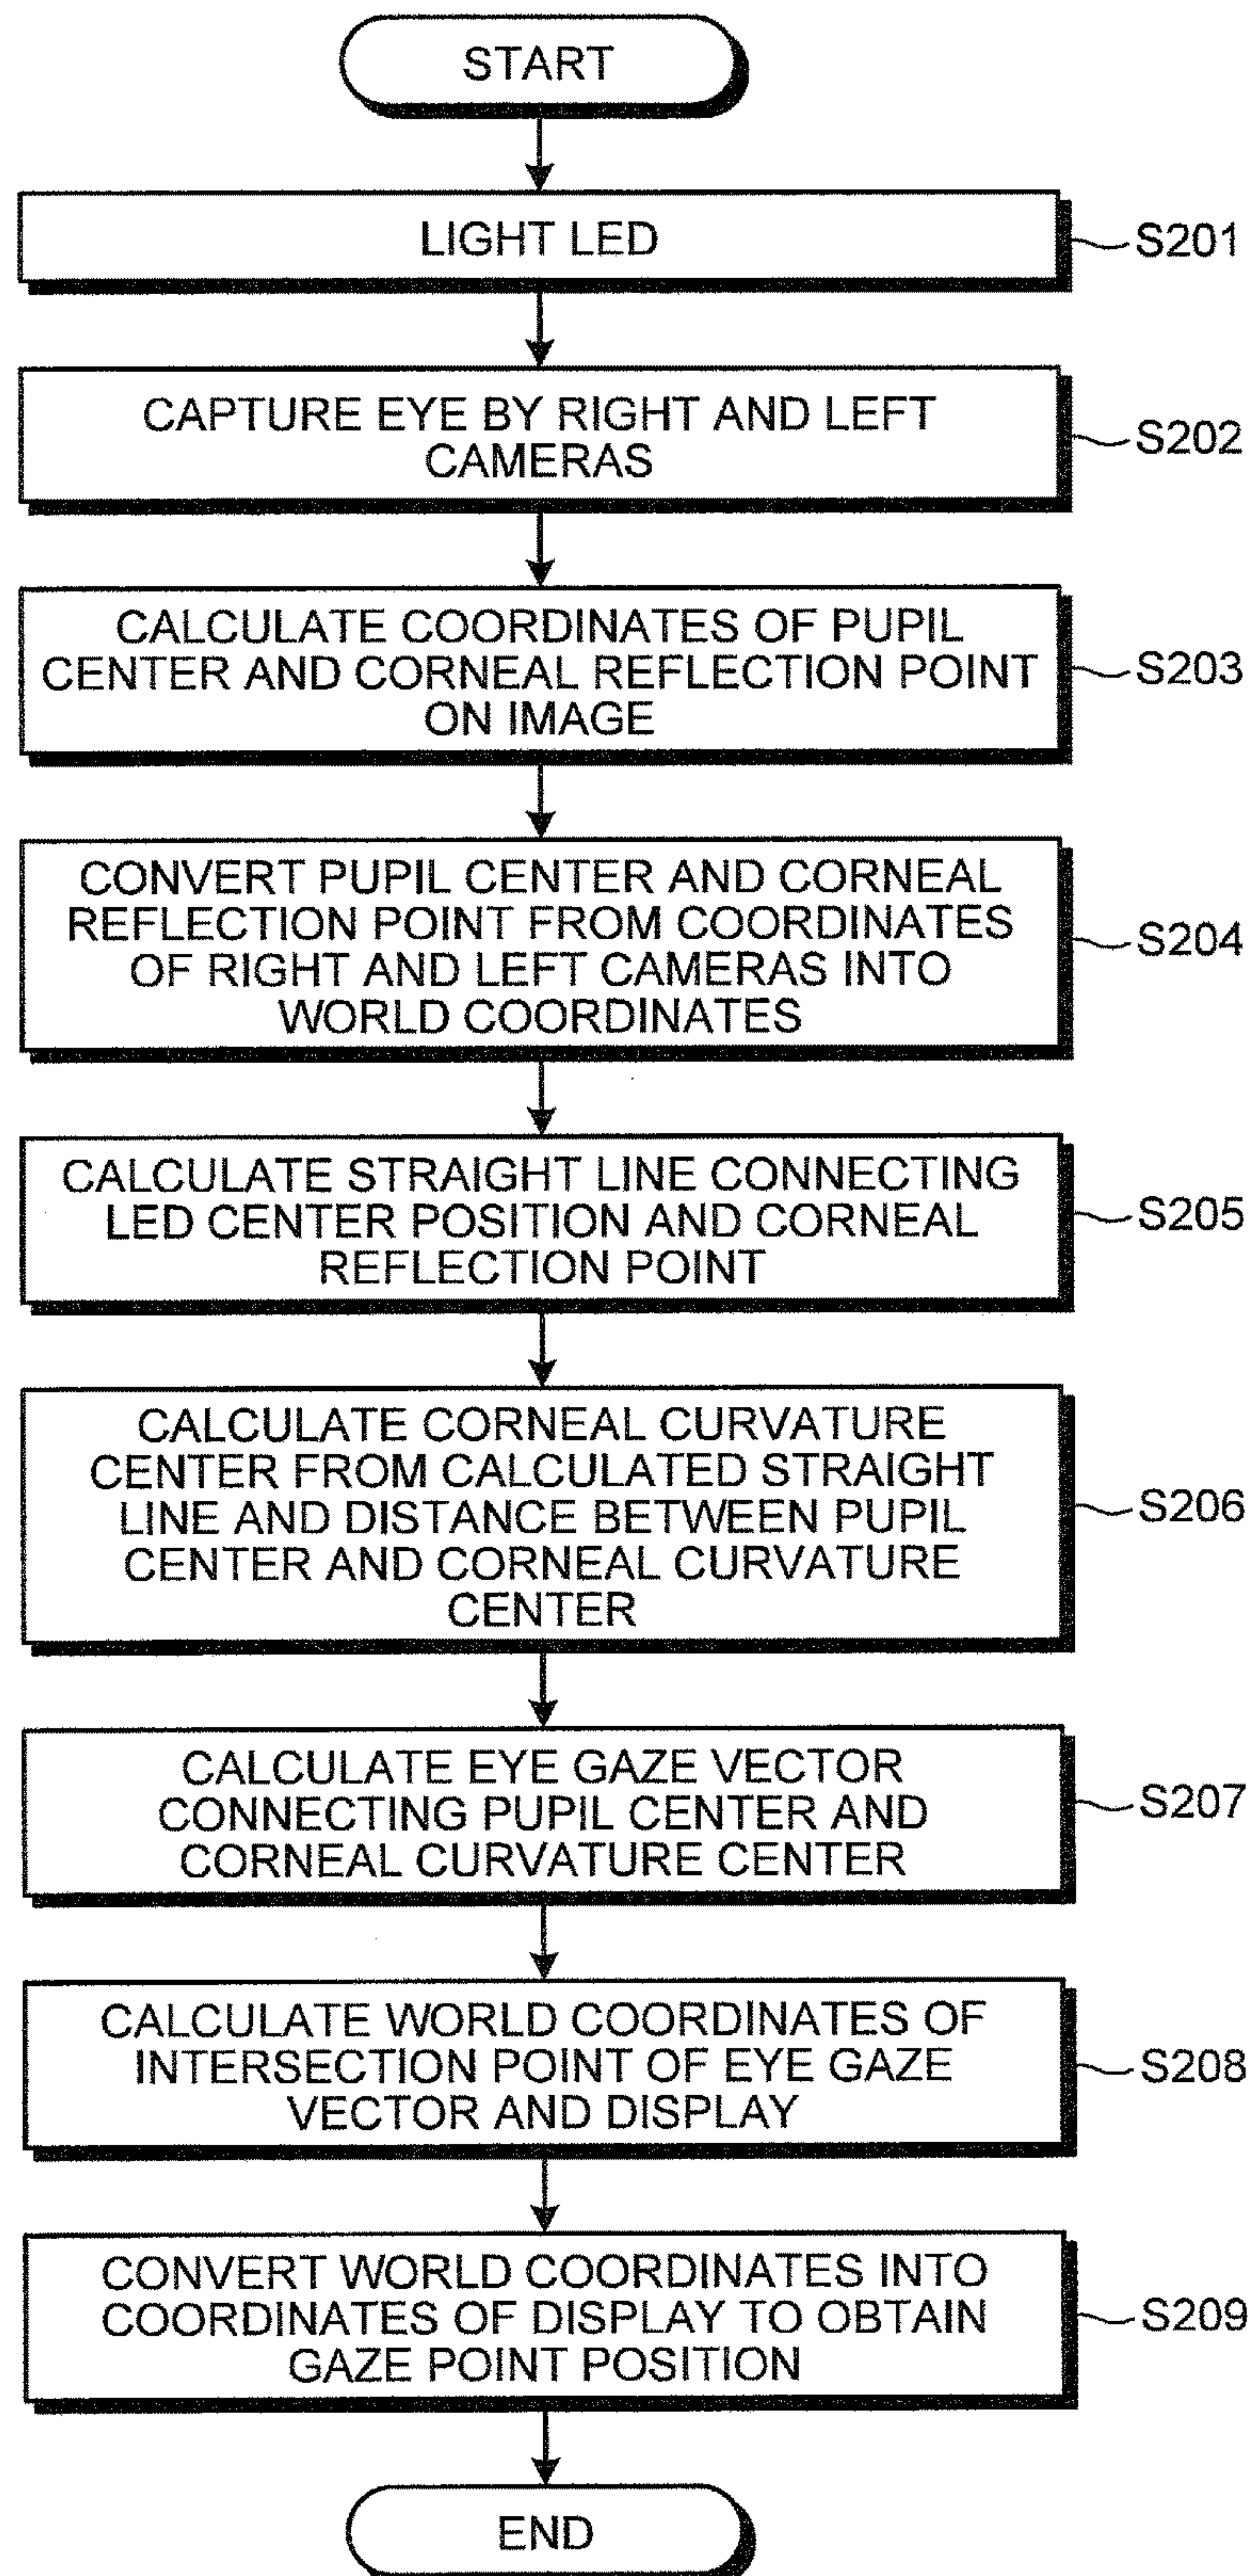 START
LIGHT LED
S201
CAPTURE EYE BY RIGHT AND LEFT
CAMERAS
S202
CALCULATE COORDINATES OF PUPIL
CENTER AND CORNEAL REFLECTION POINT
ON IMAGE
S203
CONVERT PUPIL CENTER AND CORNEAL
REFLECTION POINT FROM COORDINATES
OF RIGHT AND LEFT CAMERAS INTO
WORLD COORDINATES
S204
CALCULATE STRAIGHT LINE CONNECTING
LED CENTER POSITION AND CORNEAL
REFLECTION POINT
S205
CALCULATE CORNEAL CURVATURE
CENTER FROM CALCULATED STRAIGHT
LINE AND DISTANCE BETWEEN PUPIL
CENTER AND CORNEAL CURVATURE
CENTER
S206
CALCULATE EYE GAZE VECTOR
CONNECTING PUPIL CENTER AND
CORNEAL CURVATURE CENTER
S207
CALCULATE WORLD COORDINATES OF
INTERSECTION POINT OF EYE GAZE
VECTOR AND DISPLAY
S208
CONVERT WORLD COORDINATES INTO
COORDINATES OF DISPLAY TO OBTAIN
GAZE POINT POSITION
S209
END